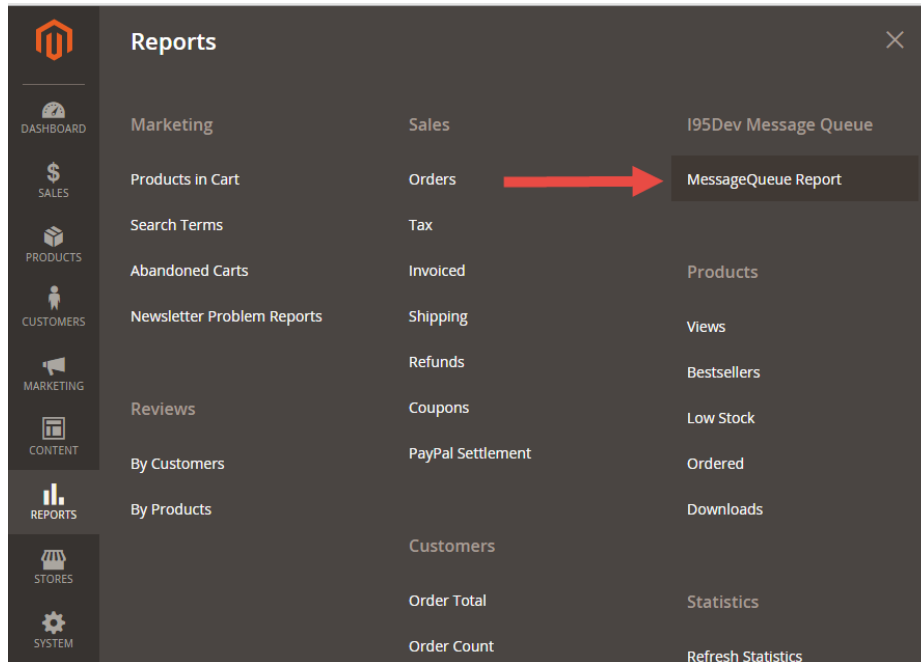 Reports
DASHBOARD
SALES
PRODUCTS
CUSTOMERS
MARKETING
CONTENT
REPORTS
STORES
SYSTEM
Marketing
Products in Cart
Search Terms
Abandoned Carts
Newsletter Problem Reports
Reviews
By Customers
By Products
Sales
Orders
Tax
Invoiced
Shipping
Refunds
Coupons
PayPal Settlement
Customers
Order Total
Order Count
I95Dev Message Queue
MessageQueue Report
Products
Views
Bestsellers
Low Stock
Ordered
Downloads
Statistics
Refresh Statistics